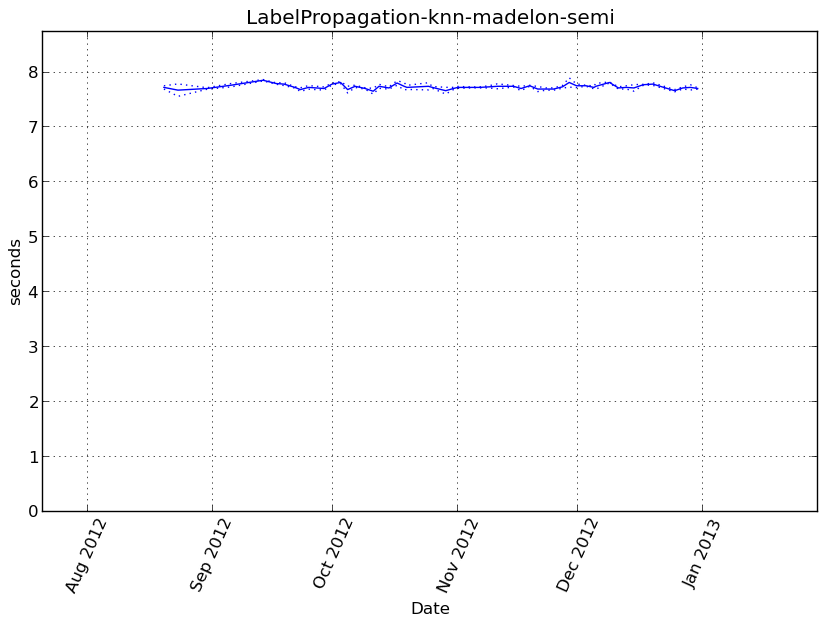 LabelPropagation-knn-madelon-semi
8
7
6
5
4
3
2
1
0
seconds
Aug 2012
Sep 2012
Oct 2012
Nov 2012
Dec 2012
Jan 2013
Date